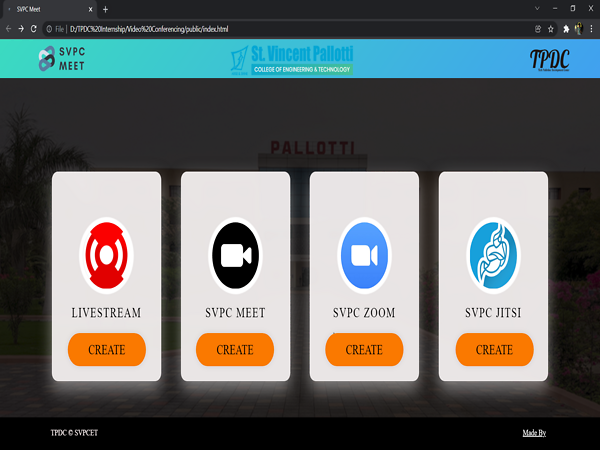 SVPC Meet
File
D:/TPDC%20Internship/Video%20Conferencing/public/index.html
SVPC
MEET
St. Vincent Pallotti
COLLEGE OF ENGINEERING & TECHNOLOGY
TPDC
PALLOTTI
LIVESTREAM
SVPC MEET
SVPC ZOOM
SVPC JITSI
CREATE
CREATE
CREATE
CREATE
TPDC © SVPCET
Made By